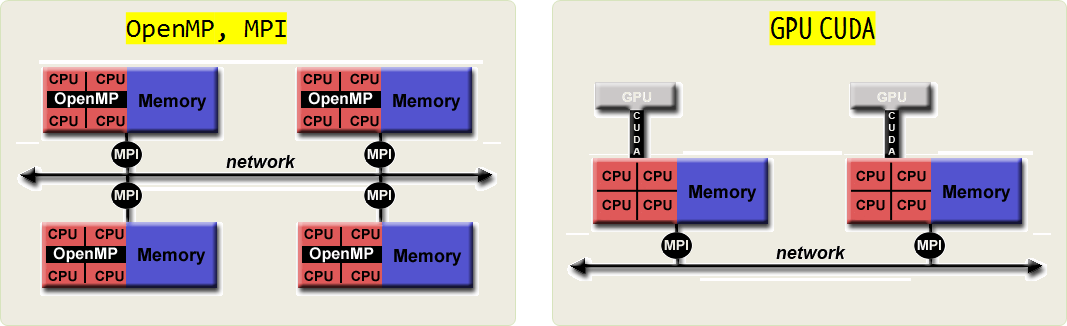 OpenMP, MPI
CPU CPU CPU CPU
OpenMP Memory OpenMP Memory
CPU CPU CPU CPU
MPI MPI
network
MPI MPI
CPU CPU CPU CPU
OpenMP Memory OpenMP Memory
CPU CPU CPU CPU
GPU CUDA
GPU GPU
CUDA CUDA
CPU CPU CPU CPU
Memory Memory
CPU CPU CPU CPU
MPI MPI
network